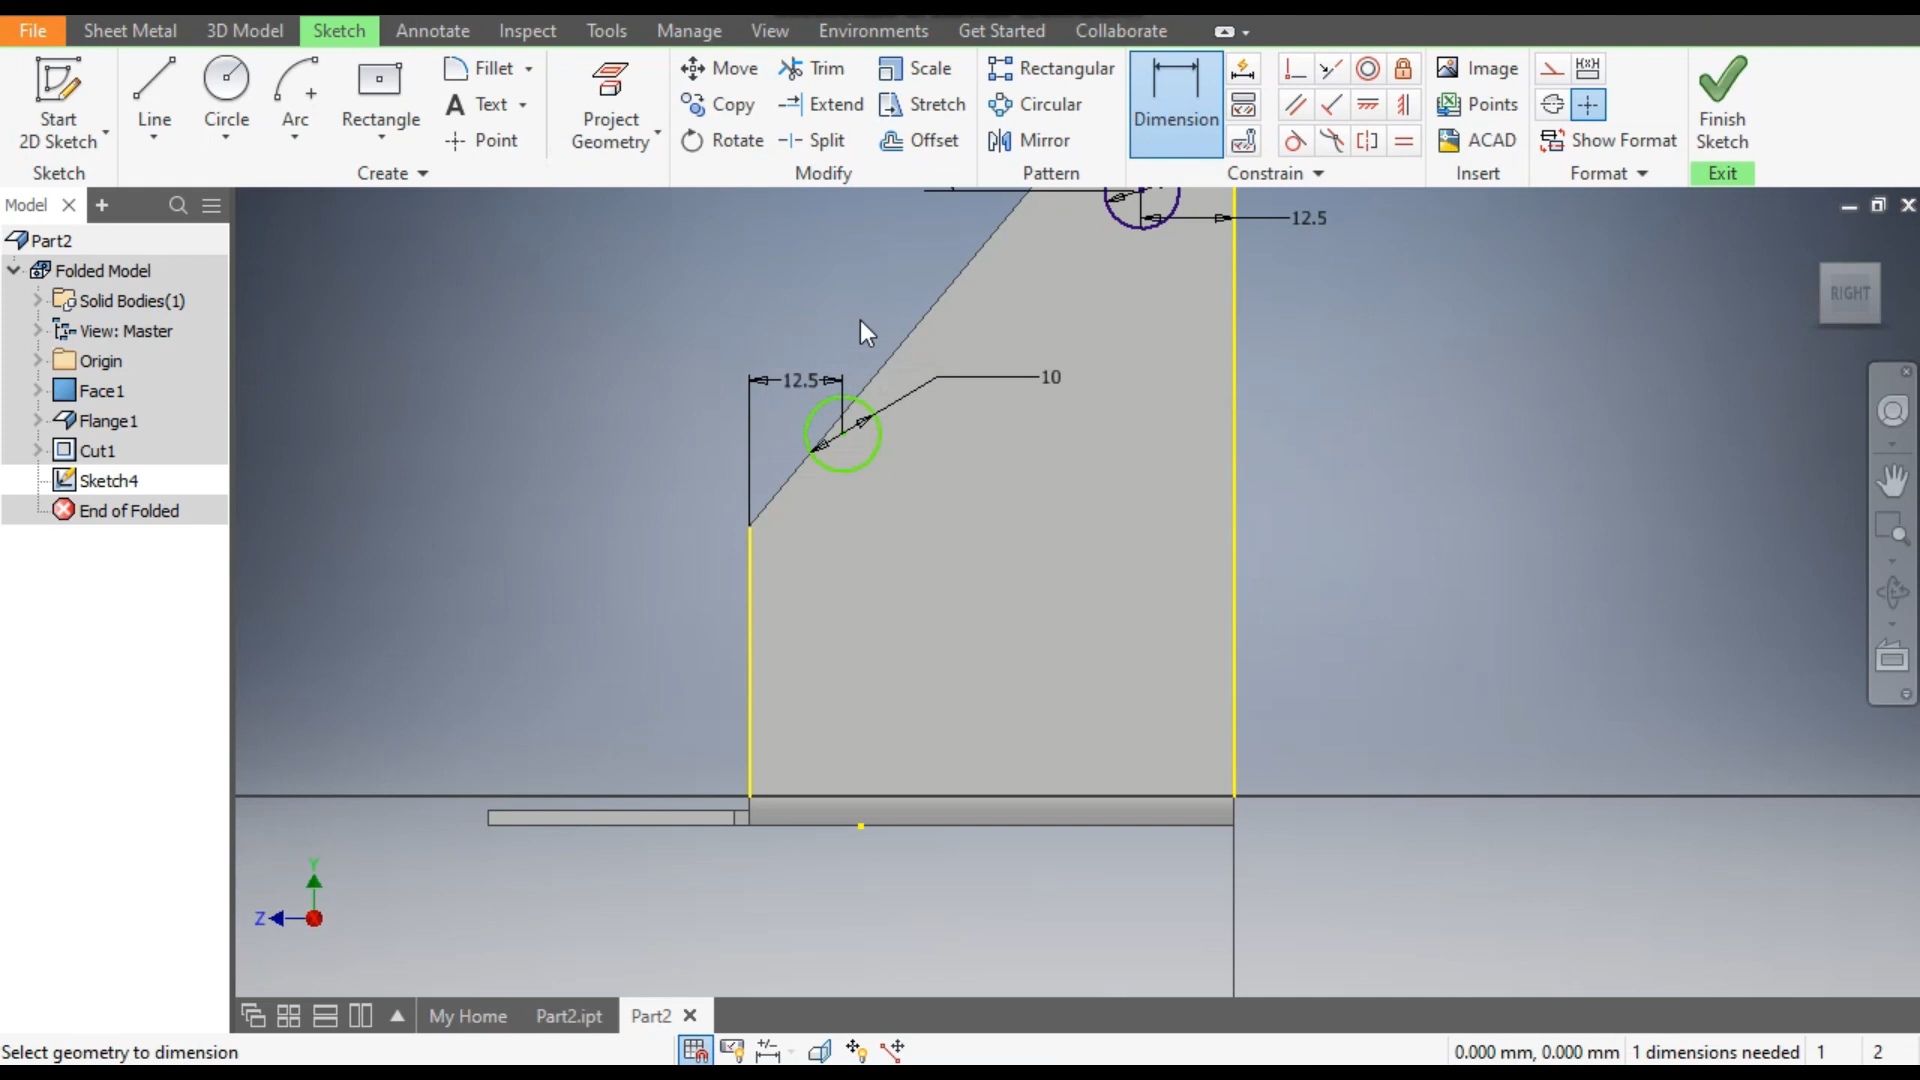 File Sheet Metal 3D Model Sketch Annotate Inspect Tools Manage View Environments Get Started Collaborate
Start
2D Sketch
Line
Circle
Arc
Rectangle
Fillet
Text
Point
Project
Geometry
Move
Copy
Rotate
Trim
Extend
Split
Scale
Stretch
Offset
Rectangular
Circular
Mirror
Dimension
Image
Points
ACAD
Show Format
Finish
Sketch
Sketch Create Modify Pattern Constrain Insert Format Exit
Model
Part2
Folded Model
Solid Bodies(1)
View: Master
Origin
Face1
Flange1
Cut1
Sketch4
End of Folded
12.5
12.5
10
RIGHT
Y
Z
My Home Part2.ipt Part2
Select geometry to dimension
0.000 mm, 0.000 mm 1 dimensions needed 1 2